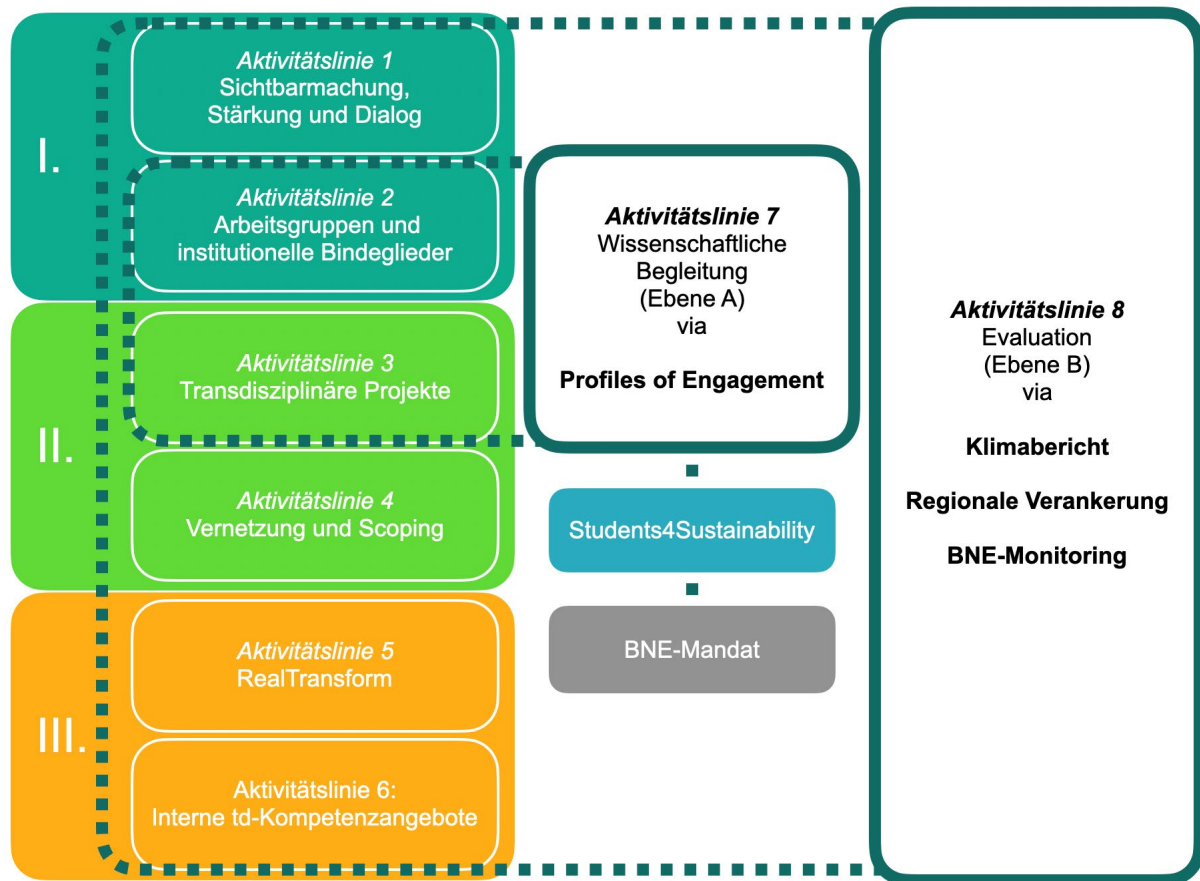 I.
Aktivitätslinie 1
Sichtbarmachung,
Stärkung und Dialog
Aktivitätslinie 2
Arbeitsgruppen und
institutionelle Bindeglieder
II.
Aktivitätslinie 3
Transdisziplinäre Projekte
Aktivitätslinie 4
Vernetzung und Scoping
III.
Aktivitätslinie 5
RealTransform
Aktivitätslinie 6:
Interne td-Kompetenzangebote
Aktivitätslinie 7
Wissenschaftliche
Begleitung
(Ebene A)
via
Profiles of Engagement
Students4Sustainability
BNE-Mandat
Aktivitätslinie 8
Evaluation
(Ebene B)
via
Klimabericht
Regionale Verankerung
BNE-Monitoring